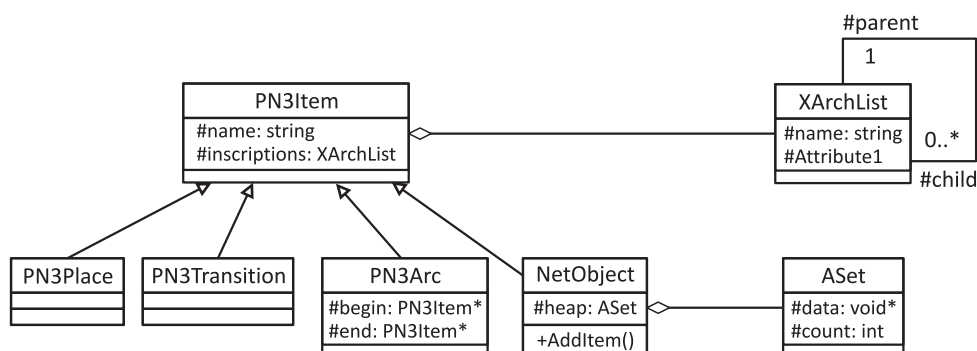 #parent
1
PN3Item
#name: string
#inscriptions: XArchList
XArchList
#name: string
#Attribute1
0..*
#child
PN3Place
PN3Transition
PN3Arc
#begin: PN3Item*
#end: PN3Item*
NetObject
#heap: ASet
+AddItem()
ASet
#data: void*
#count: int